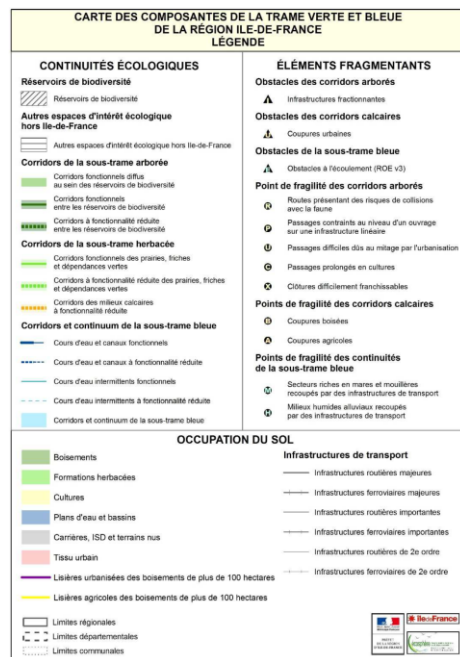 CARTE DES COMPOSANTES DE LA TRAME VERTE ET BLEUE
DE LA RÉGION ILE-DE-FRANCE
LÉGENDE
CONTINUITÉS ÉCOLOGIQUES
Réservoirs de biodiversité
Réservoirs de biodiversité
Autres espaces d'intérêt écologique
hors Ile-de-France
Autres espaces d'intérêt écologique hors Ile-de-France
Corridors de la sous-trame arborée
Corridors fonctionnels diffus
au sein des réservoirs de biodiversité
Corridors fonctionnels
entre les réservoirs de biodiversité
Corridors à fonctionnalité réduite
entre les réservoirs de biodiversité
Corridors de la sous-trame herbacée
Corridors fonctionnels des prairies, friches
et dépendances vertes
Corridors à fonctionnalité réduite des prairies, friches
et dépendances vertes
Corridors des milieux calcaires
à fonctionnalité réduite
Corridors et continuum de la sous-trame bleue
Cours d'eau et canaux fonctionnels
Cours d'eau et canaux à fonctionnalité réduite
Cours d'eau intermittents fonctionnels
Cours d'eau intermittents à fonctionnalité réduite
Corridors et continuum de la sous-trame bleue
ÉLÉMENTS FRAGMENTANTS
Obstacles des corridors arborés
Infrastructures fractionnantes
Obstacles des corridors calcaires
Coupures urbaines
Obstacles de la sous-trame bleue
Obstacles à l'écoulement (ROE v3)
Point de fragilité des corridors arborés
R Routes présentant des risques de collisions
avec la faune
P Passages contraints au niveau d'un ouvrage
sur une infrastructure linéaire
U Passages difficiles dûs au mitage par l'urbanisation
C Passages prolongés en cultures
X Clôtures difficilement franchissables
Points de fragilité des corridors calcaires
B Coupures boisées
A Coupures agricoles
Points de fragilité des continuités
de la sous-trame bleue
M Secteurs riches en mares et mouillères
recoupés par des infrastructures de transport
H Milieux humides alluviaux recoupés
par des infrastructures de transport
OCCUPATION DU SOL
Boisements
Formations herbacées
Cultures
Plans d'eau et bassins
Carrières, ISD et terrains nus
Tissu urbain
Lisières urbanisées des boisements de plus de 100 hectares
Lisières agricoles des boisements de plus de 100 hectares
Limites régionales
Limites départementales
Limites communales
Infrastructures de transport
Infrastructures routières majeures
Infrastructures ferroviaires majeures
Infrastructures routières importantes
Infrastructures ferroviaires importantes
Infrastructures routières de 2e ordre
Infrastructures ferroviaires de 2e ordre
île de France